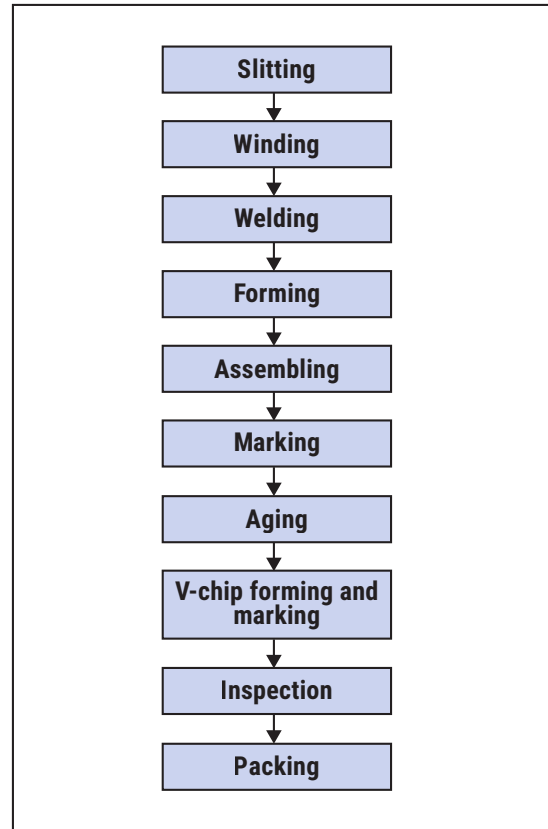 Slitting
Winding
Welding
Forming
Assembling
Marking
Aging
V-chip forming and
marking
Inspection
Packing